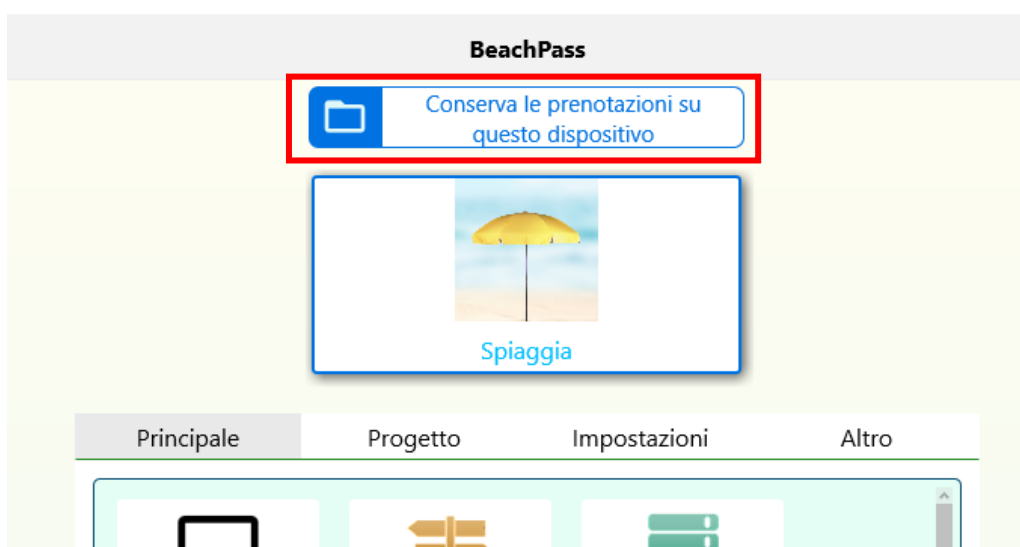 BeachPass
Conserva le prenotazioni su
questo dispositivo
Spiaggia
Principale Progetto Impostazioni Altro